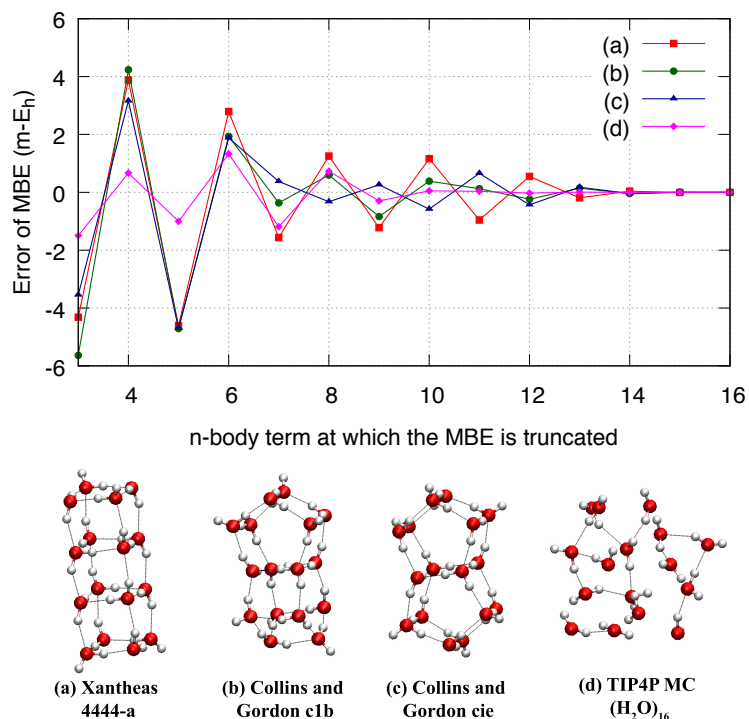 6
4
2
0
-2
-4
-6
Error of MBE (m-E_h)
(a)
(b)
(c)
(d)
4 6 8 10 12 14 16
n-body term at which the MBE is truncated
(a) Xantheas
4444-a
(b) Collins and
Gordon c1b
(c) Collins and
Gordon cie
(d) TIP4P MC
(H₂O)₁₆